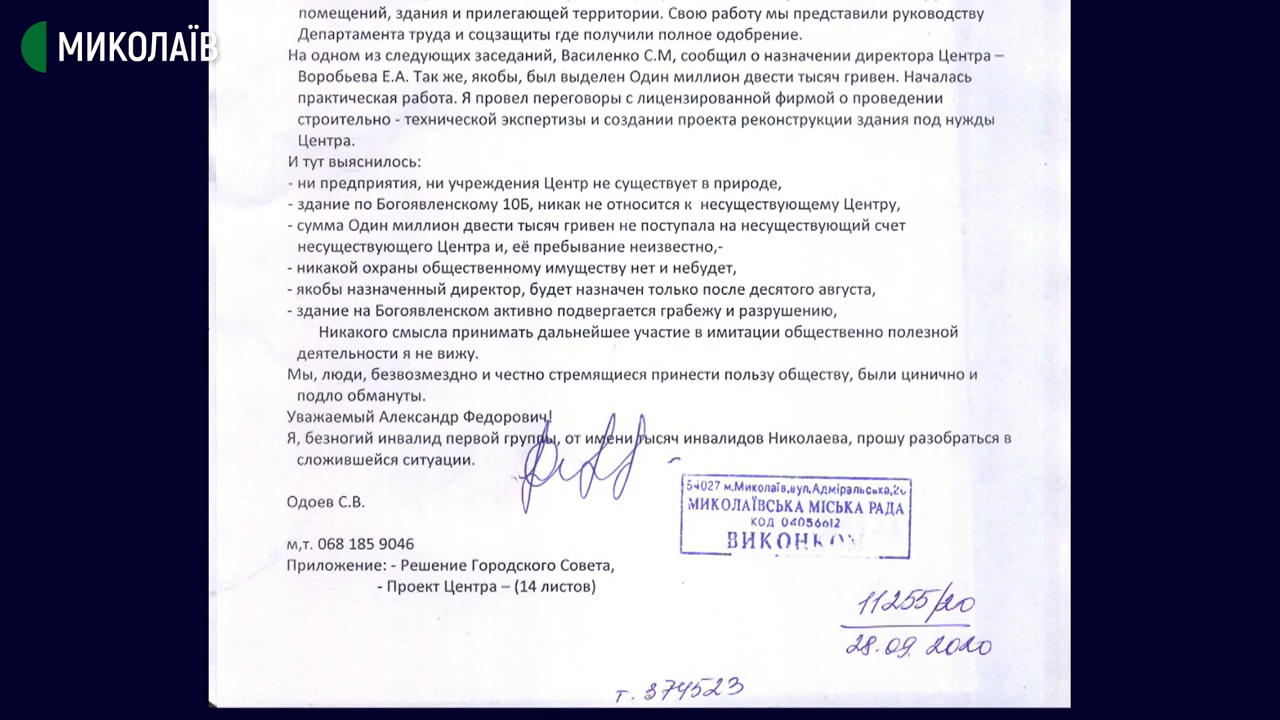 МИКОЛАЇВ
помещений, здания и прилегающей территории. Свою работу мы представили руководству
Департамента труда и соцзащиты где получили полное одобрение.
На одном из следующих заседаний, Василенко С.М, сообщил о назначении директора Центра –
Воробьева Е.А. Так же, якобы, был выделен Один миллион двести тысяч гривен. Началась
практическая работа. Я провел переговоры с лицензированной фирмой о проведении
строительно - технической экспертизы и создании проекта реконструкции здания под нужды
Центра.
И тут выяснилось:
- ни предприятия, ни учреждения Центр не существует в природе,
- здание по Богоявленскому 10Б, никак не относится к несуществующему Центру,
- сумма Один миллион двести тысяч гривен не поступала на несуществующий счет
несуществующего Центра и, её пребывание неизвестно,-
- никакой охраны общественному имуществу нет и небудет,
- якобы назначенный директор, будет назначен только после десятого августа,
- здание на Богоявленском активно подвергается грабежу и разрушению,
Никакого смысла принимать дальнейшее участие в имитации общественно полезной
деятельности я не вижу.
Мы, люди, безвозмездно и честно стремящиеся принести пользу обществу, были цинично и
подло обмануты.
Уважаемый Александр Федорович!
Я, безногий инвалид первой группы, от имени тысяч инвалидов Николаева, прошу разобраться в
сложившейся ситуации.
Одоев С.В.
54027 м.Миколаїв,вул.Адміральська,20
МИКОЛАЇВСЬКА МІСЬКА РАДА
КОД 04056612
ВИКОНКОМ
м,т. 068 185 9046
Приложение: - Решение Городского Совета,
- Проект Центра – (14 листов)
11255/20
28.09.2020
т. 374523